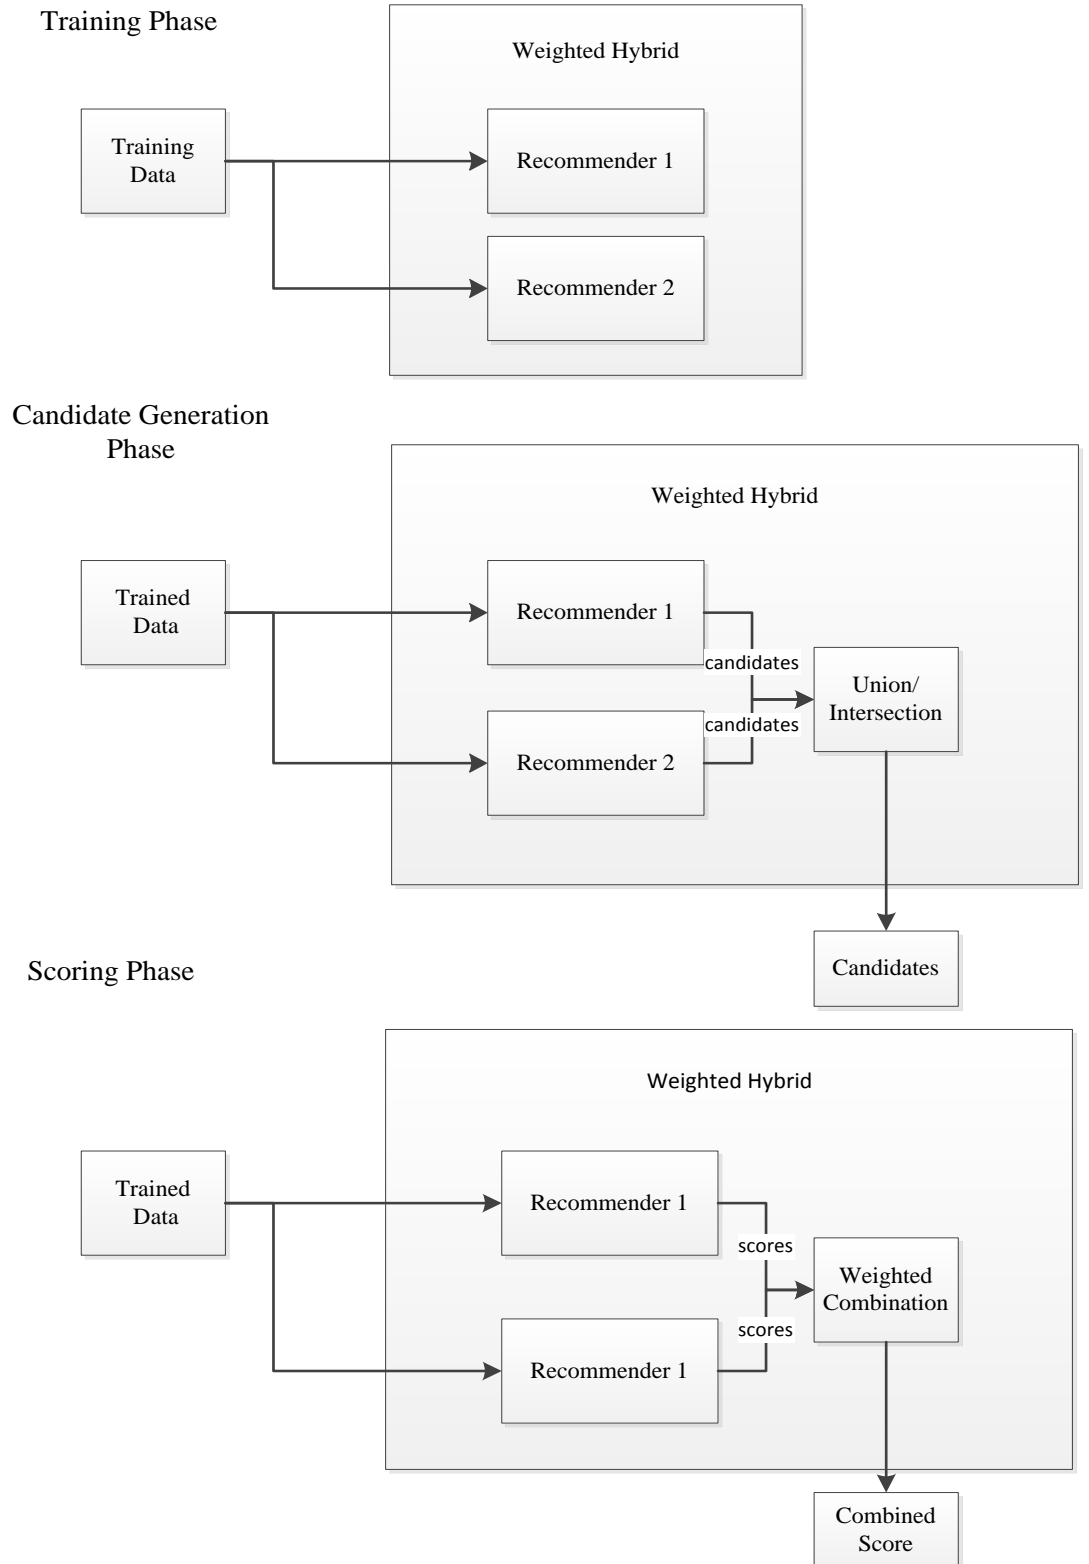 Training Phase
Weighted Hybrid
Training
Data
Recommender 1
Recommender 2
Candidate Generation
Phase
Weighted Hybrid
Trained
Data
Recommender 1
candidates
Union/
Intersection
candidates
Recommender 2
Candidates
Scoring Phase
Weighted Hybrid
Trained
Data
Recommender 1
scores
Weighted
Combination
scores
Recommender 1
Combined
Score